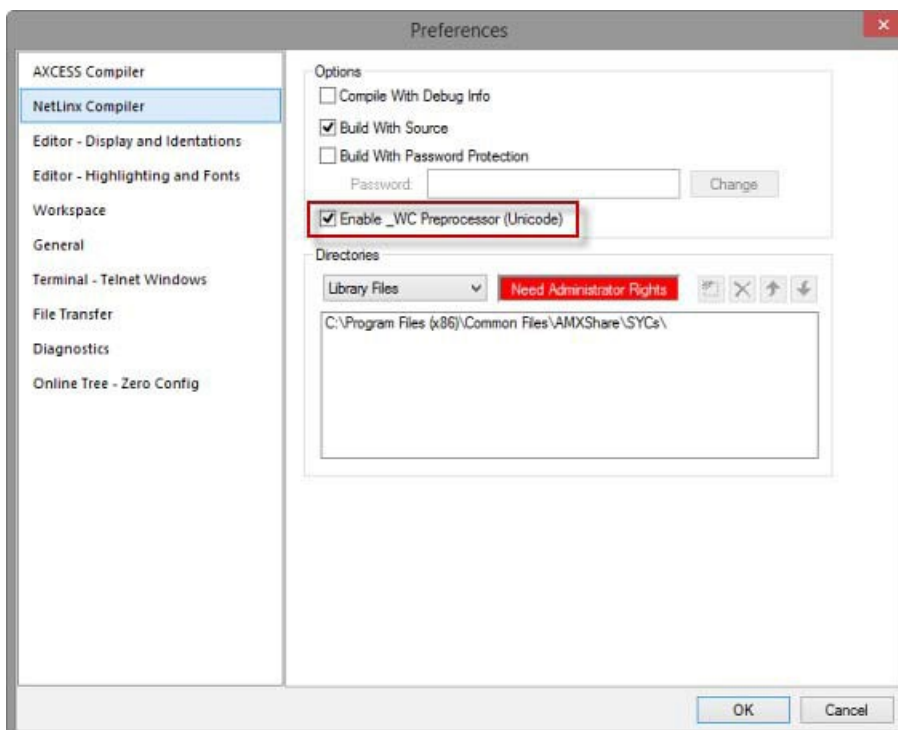 Preferences
AXCESS Compiler
NetLinx Compiler
Editor - Display and Identations
Editor - Highlighting and Fonts
Workspace
General
Terminal - Telnet Windows
File Transfer
Diagnostics
Online Tree - Zero Config
Options
Compile With Debug Info
Build With Source
Build With Password Protection
Password:
Change
Enable _WC Preprocessor (Unicode)
Directories
Library Files
Need Administrator Rights
C:\Program Files (x86)\Common Files\AMXShare\SYCs\
OK
Cancel